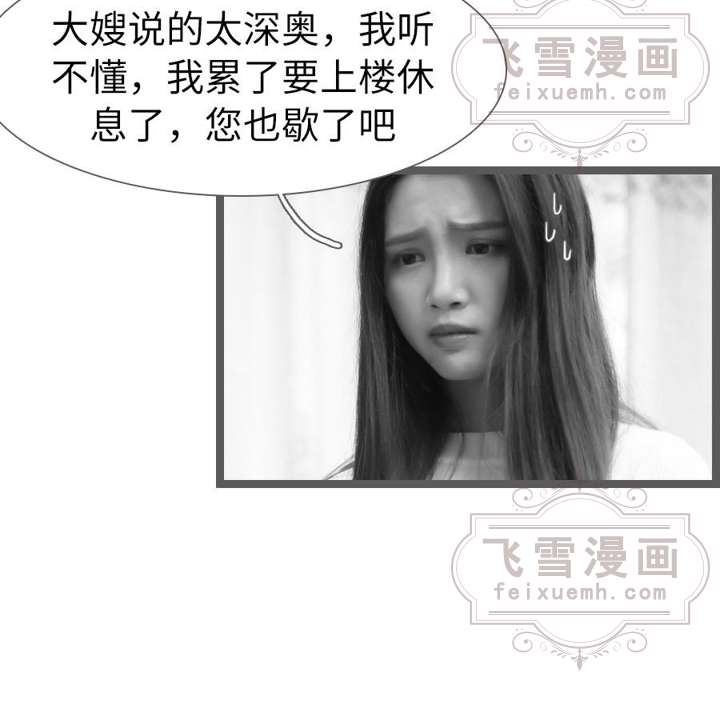 大嫂说的太深奥，我听
不懂，我累了要上楼休
息了，您也歇了吧
飞雪漫画
feixuemh.com
飞雪漫画
feixuemh.com